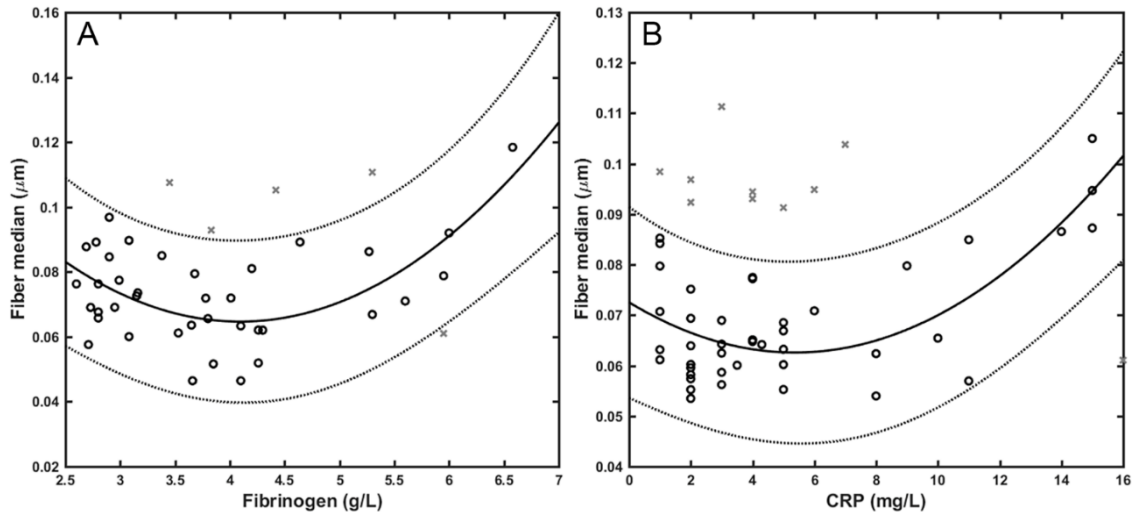 A
0.16
0.14
0.12
0.1
0.08
0.06
0.04
0.02
Fiber median (μm)
2.5 3 3.5 4 4.5 5 5.5 6 6.5 7
Fibrinogen (g/L)
B
0.13
0.12
0.11
0.1
0.09
0.08
0.07
0.06
0.05
0.04
Fiber median (μm)
0 2 4 6 8 10 12 14 16
CRP (mg/L)